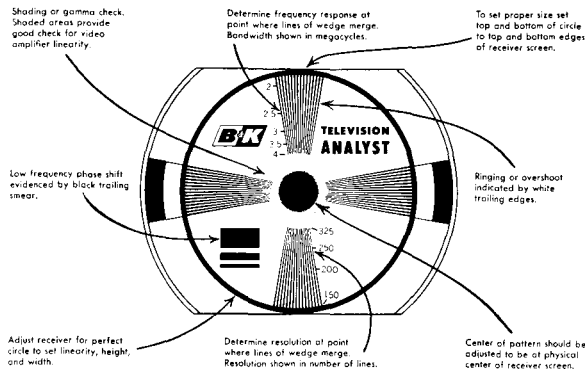 Shading or gamma check.
Shaded areas provide
good check for video
amplifier linearity.
Determine frequency response at
point where lines of wedge merge.
Bandwidth shown in megacycles.
To set proper size set
top and bottom of circle
to top and bottom edges
of receiver screen.
2
2.5
3
3.5
4
B&K
TELEVISION
ANALYST
Low frequency phase shift
evidenced by black trailing
smear.
Ringing or overshoot
indicated by white
trailing edges.
325
250
200
150
Adjust receiver for perfect
circle to set linearity, height,
and width.
Determine resolution at point
where lines of wedge merge.
Resolution shown in number of lines.
Center of pattern should be
adjusted to be at physical
center of receiver screen.